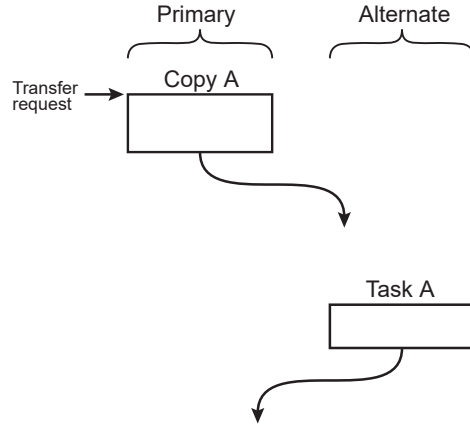 Primary
Alternate
Copy A
Transfer
request
Task A